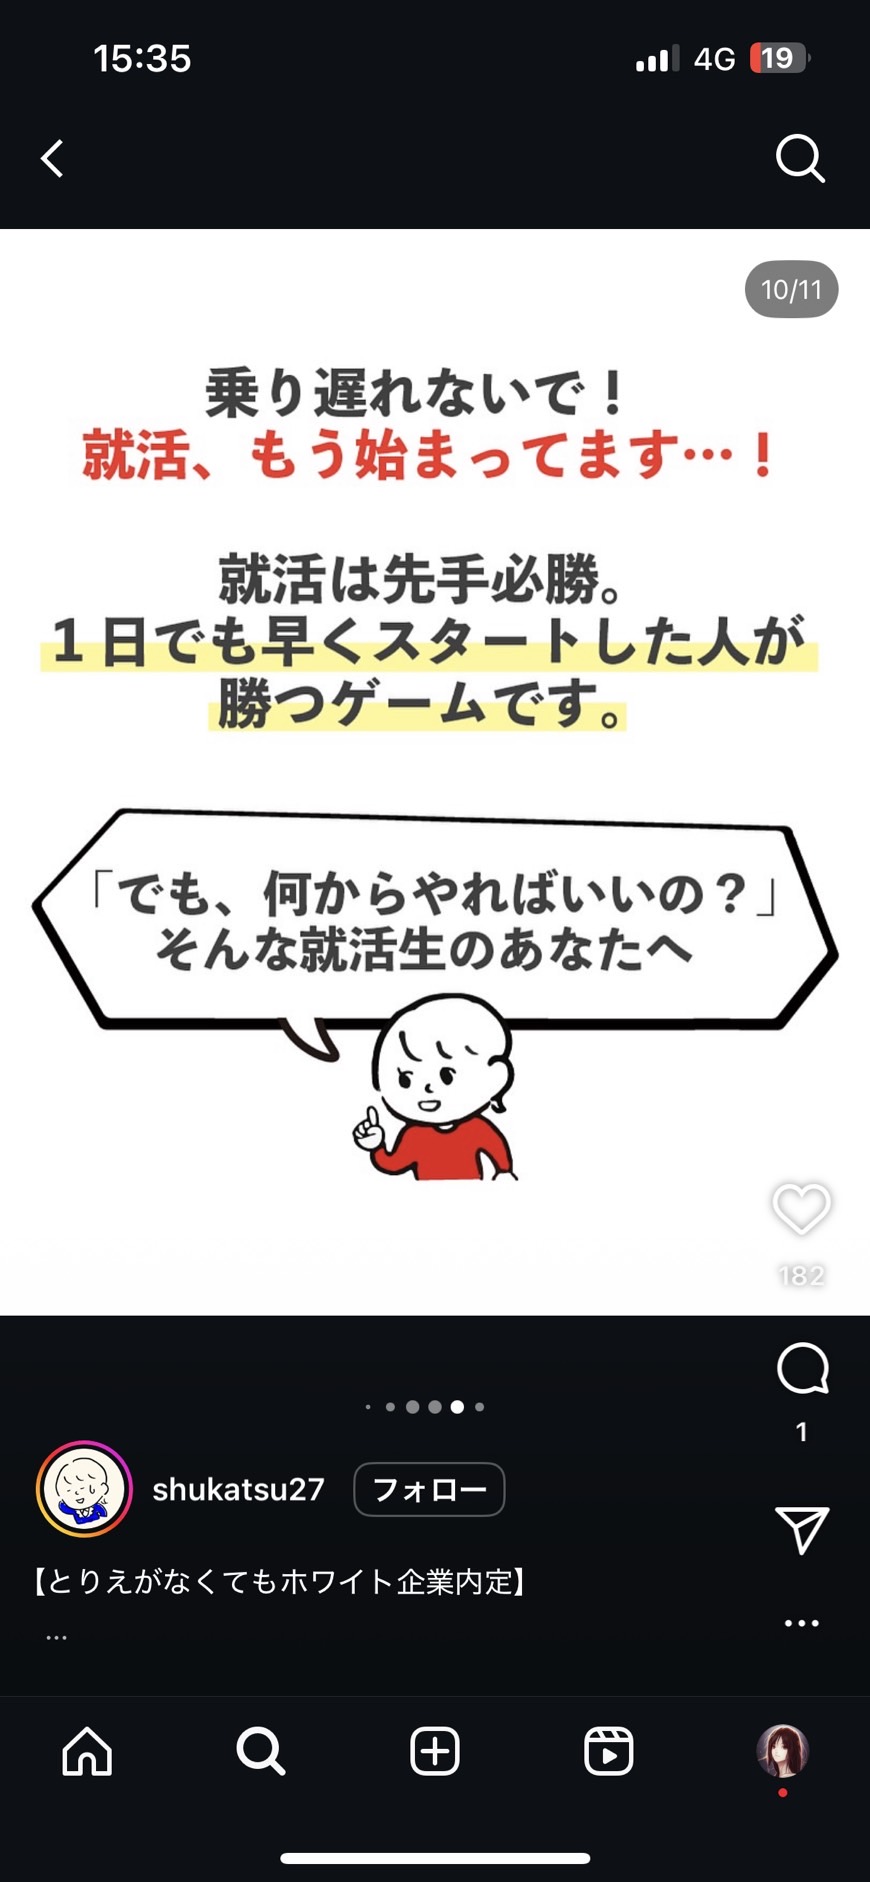 15:35
4G
19
10/11
乗り遅れないで！
就活、もう始まってます…！
就活は先手必勝。
１日でも早くスタートした人が
勝つゲームです。
「でも、何からやればいいの？」
そんな就活生のあなたへ
182
1
shukatsu27
フォロー
【とりえがなくてもホワイト企業内定】
...